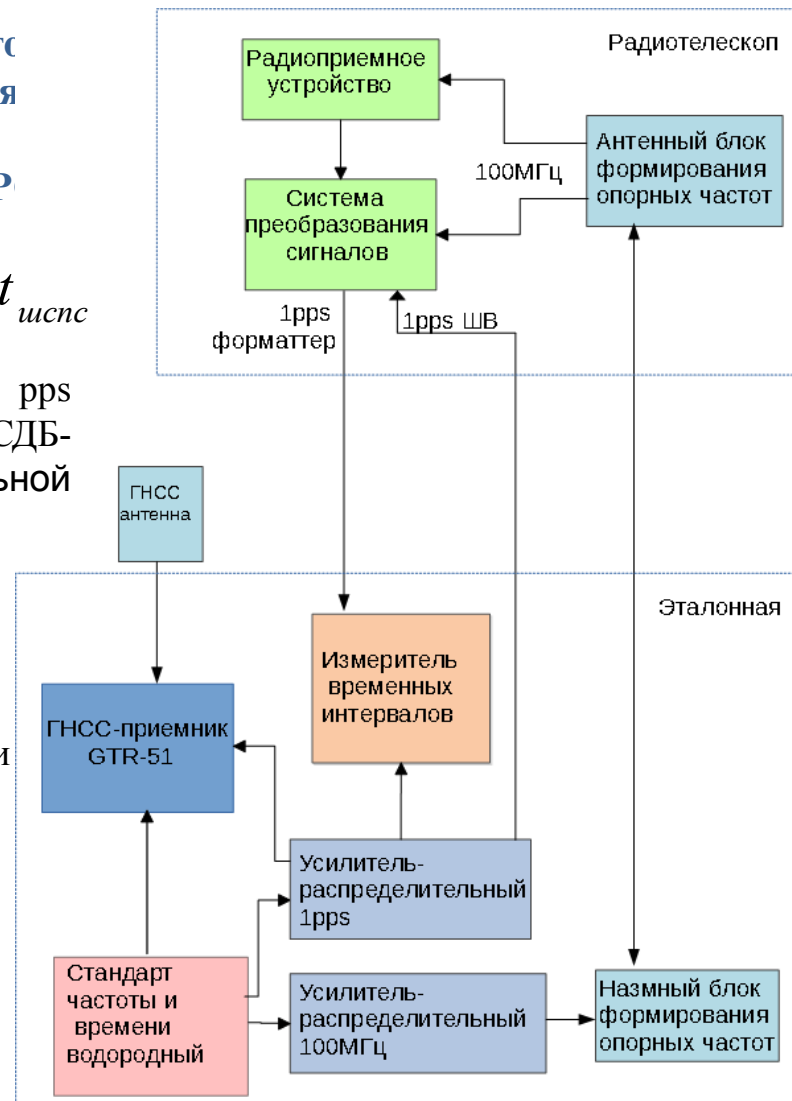 Радиотелескоп
Радиоприемное
устройство
Антенный блок
формирования
опорных частот
100МГц
Система
преобразования
сигналов
t шспс
1pps
форматтер
1pps ШВ
pps
СДБ-
ьной
ГНСС
антенна
Эталонная
Измеритель
временных
интервалов
ГНСС-приемник
GTR-51
и
Усилитель-
распределительный
1pps
Стандарт
частоты и
времени
водородный
Усилитель-
распределительный
100МГц
Назмный блок
формирования
опорных частот